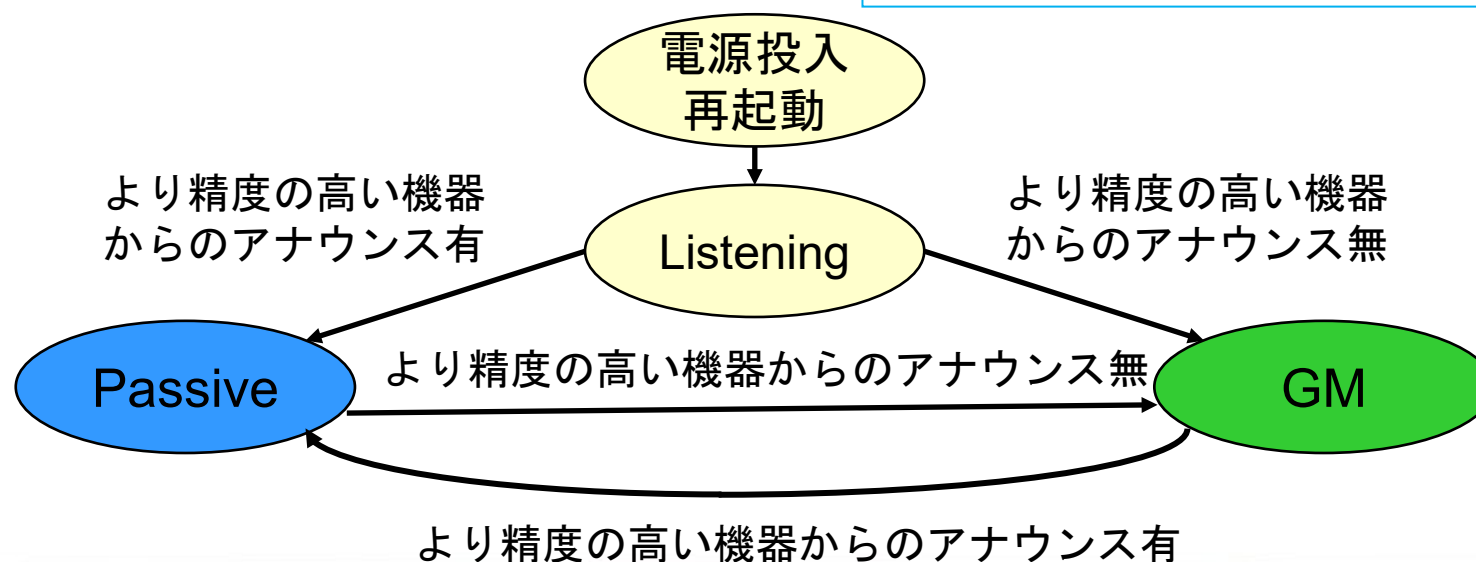 電源投入
再起動
より精度の高い機器
からのアナウンス有
より精度の高い機器
からのアナウンス無
Listening
Passive
より精度の高い機器からのアナウンス無
GM
より精度の高い機器からのアナウンス有